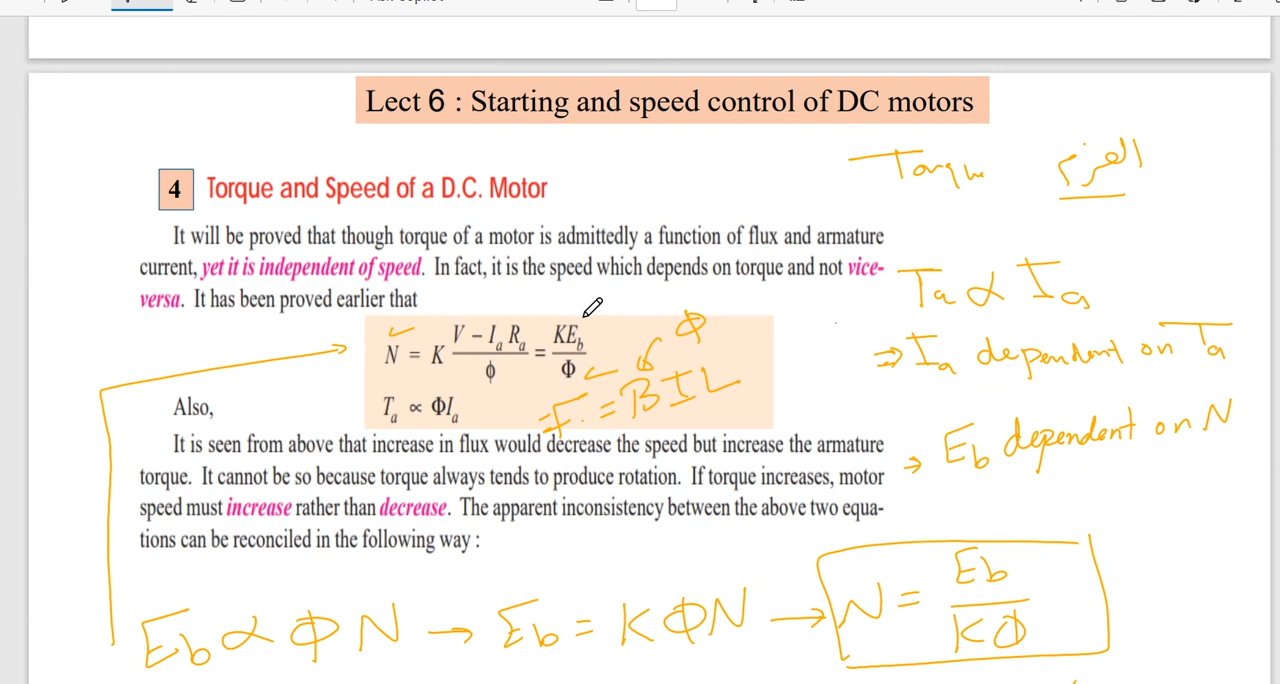 Lect 6 : Starting and speed control of DC motors
Torque العزم
4 Torque and Speed of a D.C. Motor
It will be proved that though torque of a motor is admittedly a function of flux and armature
current, yet it is independent of speed. In fact, it is the speed which depends on torque and not vice-
versa. It has been proved earlier that
N = K (V – Ia Ra)/ϕ = KEb/Φ
Ta ∝ ΦIa
Φ
F = BIL
Ta ∝ Ia
⇒ Ia dependent on Ta
→ Eb dependent on N
Also,
It is seen from above that increase in flux would decrease the speed but increase the armature
torque. It cannot be so because torque always tends to produce rotation. If torque increases, motor
speed must increase rather than decrease. The apparent inconsistency between the above two equa-
tions can be reconciled in the following way :
Eb ∝ Φ N → Eb = K Φ N → N = Eb/KΦ